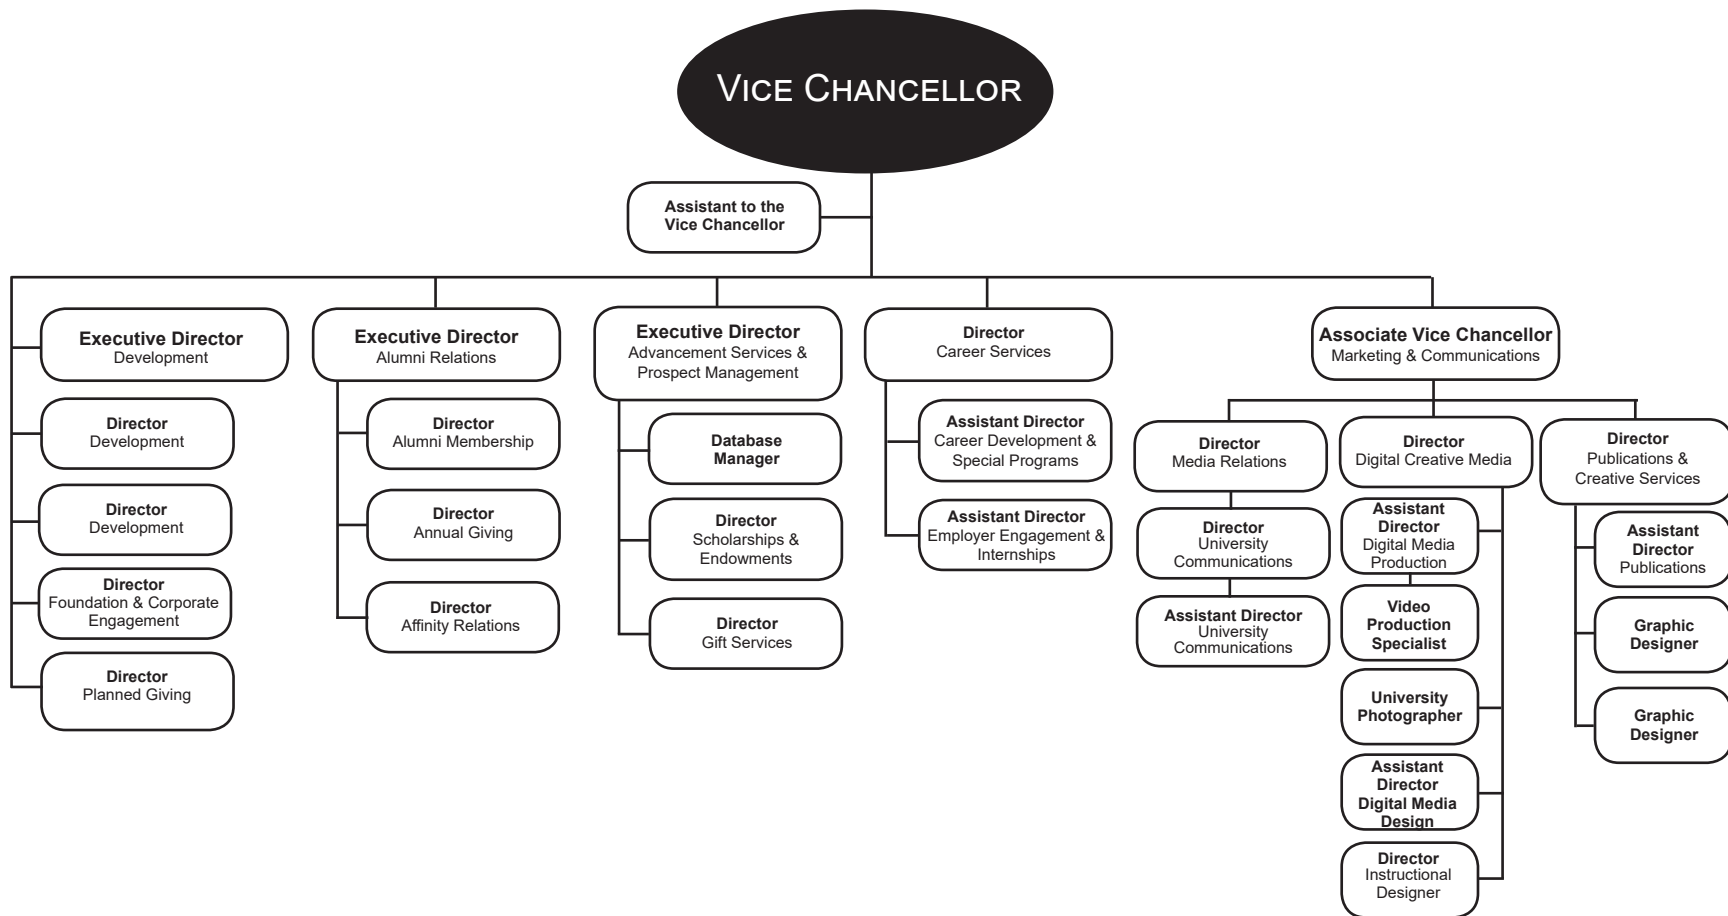 VICE CHANCELLOR
Assistant to the
Vice Chancellor
Executive Director
Development
Director
Development
Director
Development
Director
Foundation & Corporate
Engagement
Director
Planned Giving
Executive Director
Alumni Relations
Director
Alumni Membership
Director
Annual Giving
Director
Affinity Relations
Executive Director
Advancement Services &
Prospect Management
Database
Manager
Director
Scholarships &
Endowments
Director
Gift Services
Director
Career Services
Assistant Director
Career Development &
Special Programs
Assistant Director
Employer Engagement &
Internships
Associate Vice Chancellor
Marketing & Communications
Director
Media Relations
Director
University
Communications
Assistant Director
University
Communications
Director
Digital Creative Media
Assistant
Director
Digital Media
Production
Video
Production
Specialist
University
Photographer
Assistant
Director
Digital Media
Design
Director
Instructional
Designer
Director
Publications &
Creative Services
Assistant
Director
Publications
Graphic
Designer
Graphic
Designer